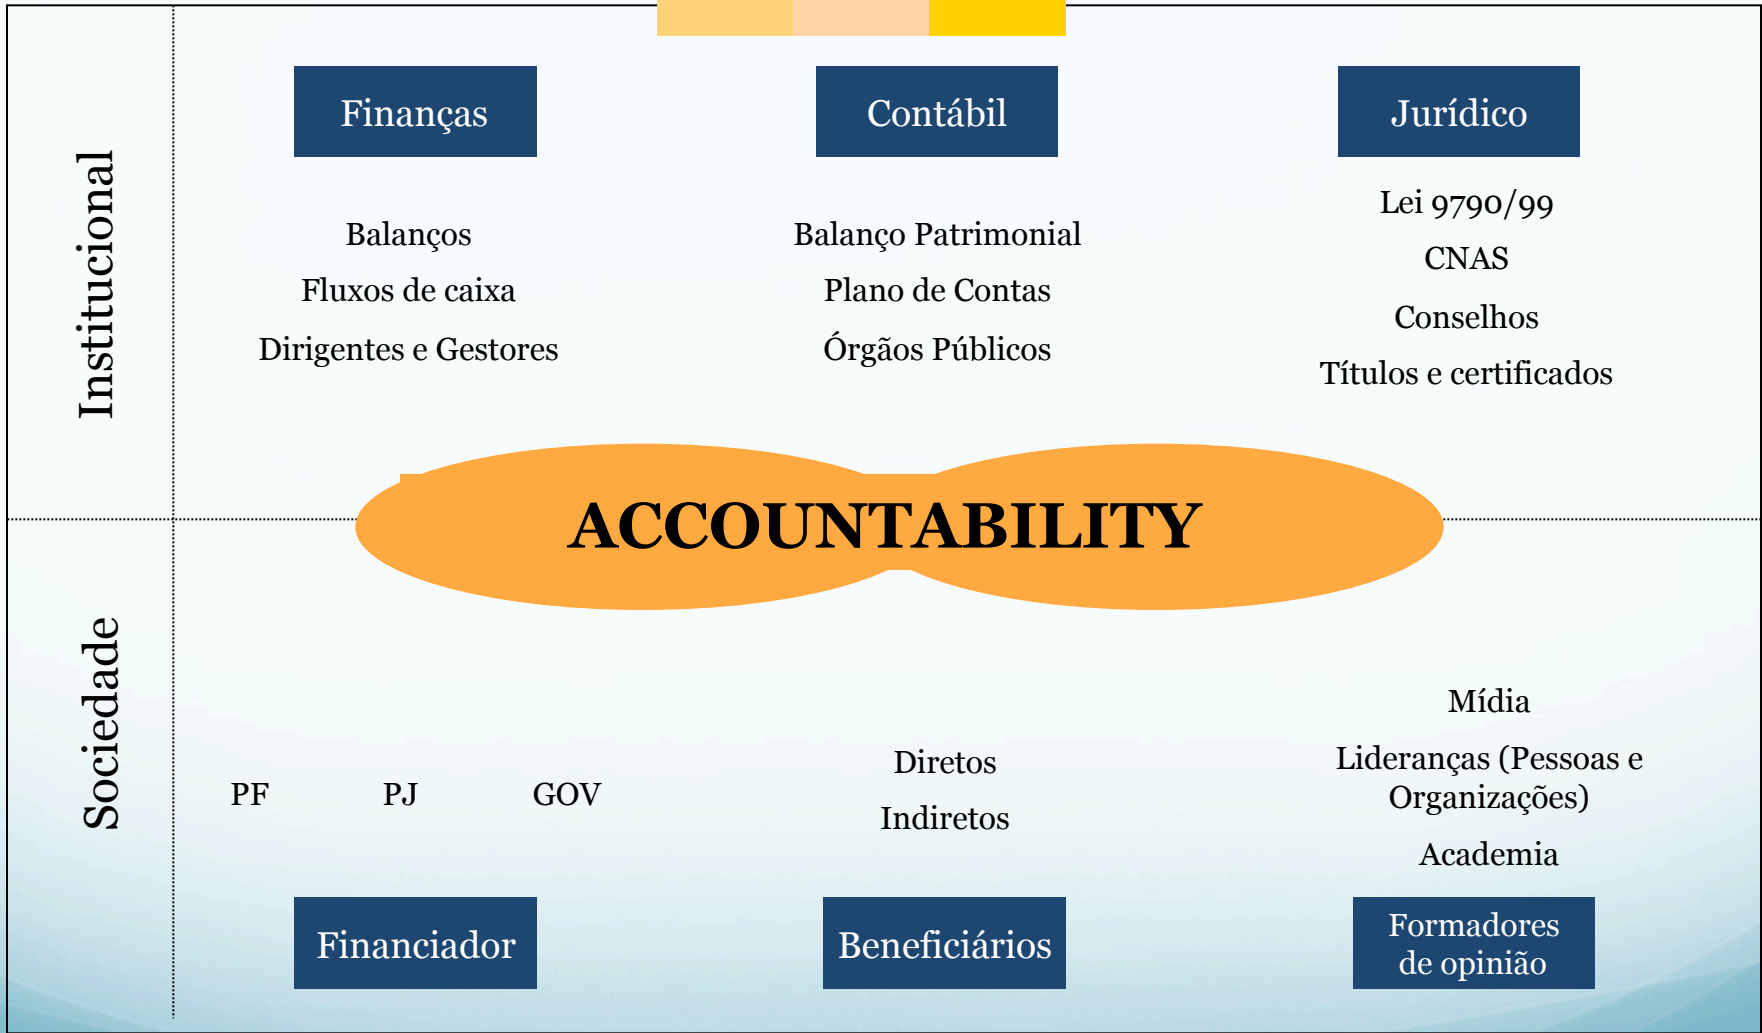 Institucional
Finanças
Balanços
Fluxos de caixa
Dirigentes e Gestores
Contábil
Balanço Patrimonial
Plano de Contas
Órgãos Públicos
Jurídico
Lei 9790/99
CNAS
Conselhos
Títulos e certificados
ACCOUNTABILITY
Sociedade
PF PJ GOV
Financiador
Diretos
Indiretos
Beneficiários
Mídia
Lideranças (Pessoas e
Organizações)
Academia
Formadores
de opinião